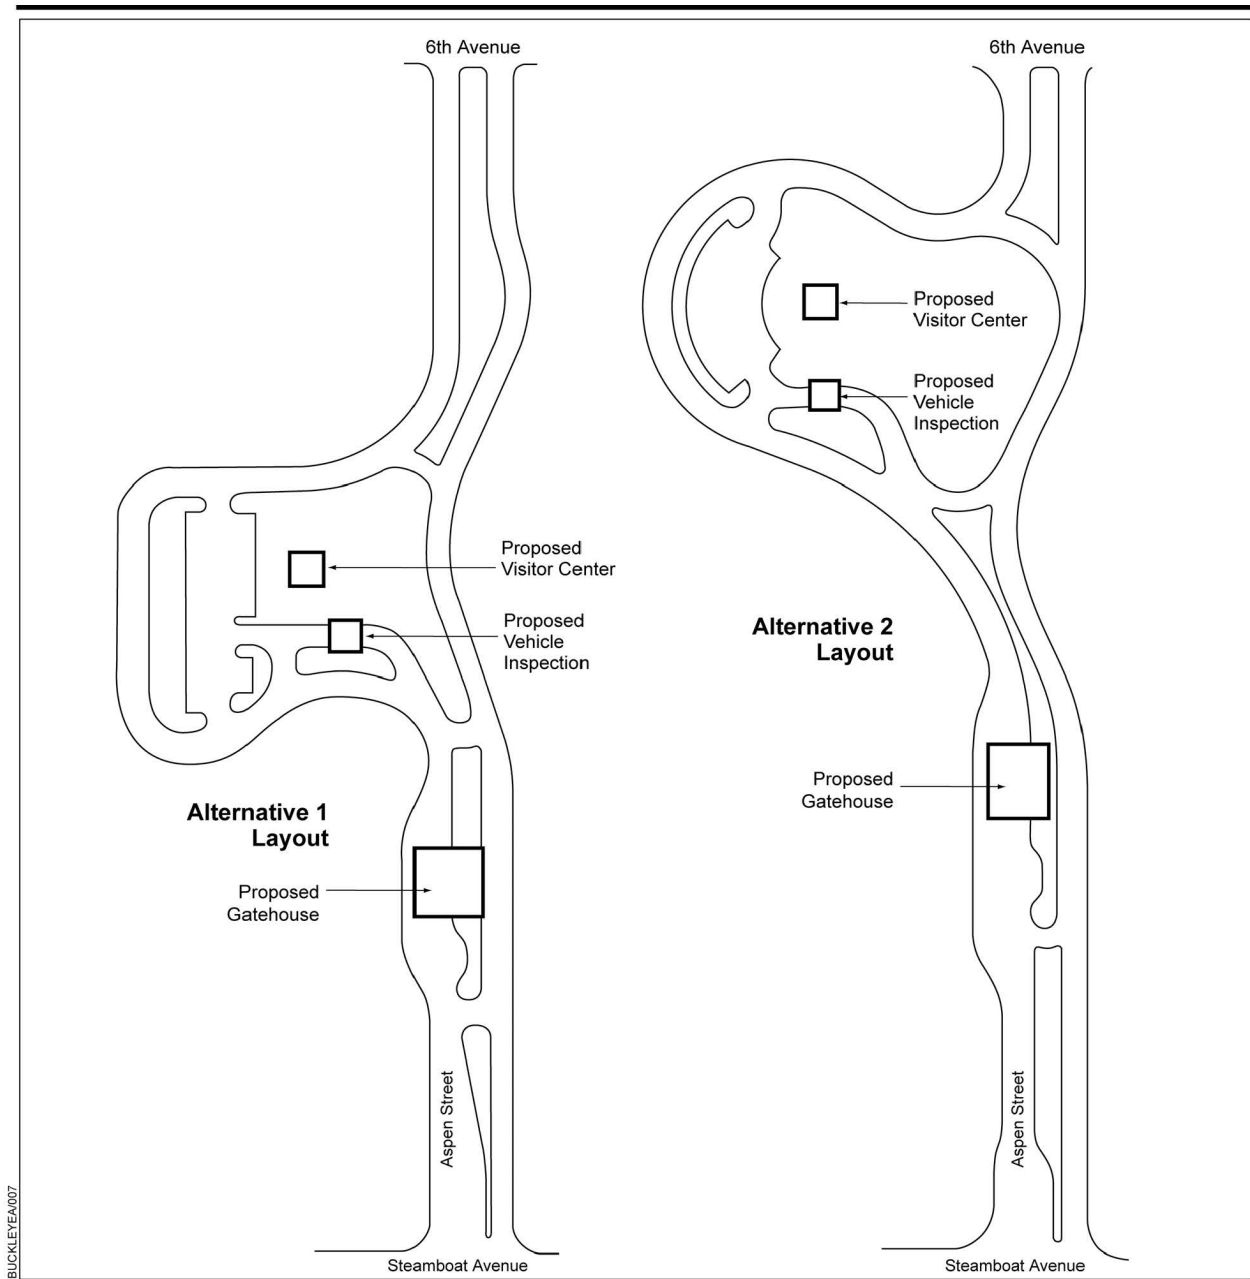 6th Avenue
Proposed
Visitor Center
Proposed
Vehicle
Inspection
Alternative 1
Layout
Proposed
Gatehouse
Aspen Street
Steamboat Avenue
6th Avenue
Proposed
Visitor Center
Proposed
Vehicle
Inspection
Alternative 2
Layout
Proposed
Gatehouse
Aspen Street
Steamboat Avenue
BUCKLEYEA/007